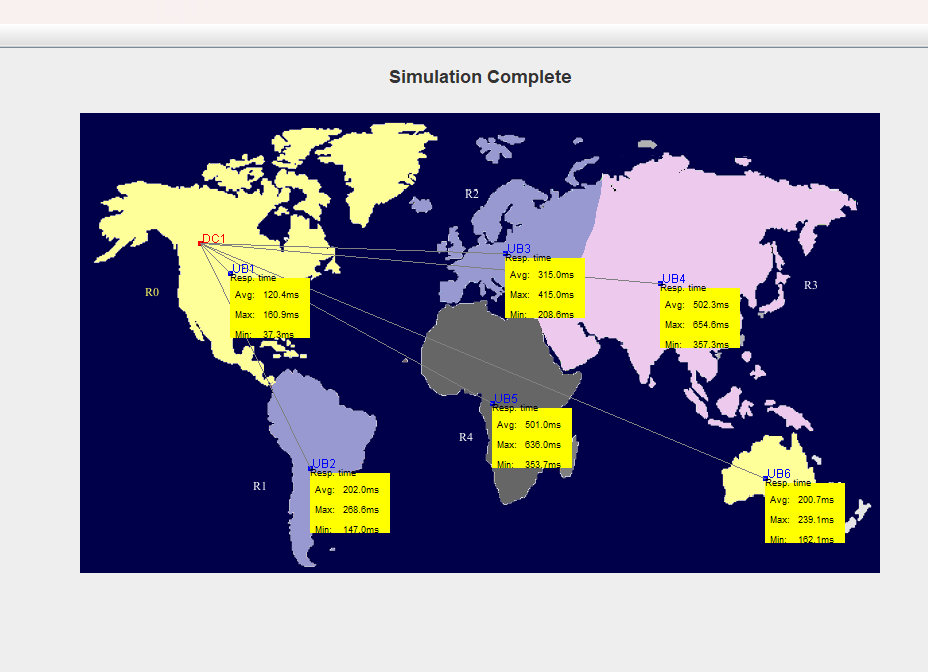 Simulation Complete
R2
DC1
UB3
Resp. time
Avg: 315.0ms
Max: 415.0ms
Min: 208.6ms
UB1
Resp. time
Avg: 120.4ms
Max: 160.9ms
Min: 37.3ms
UB4
Resp. time
Avg: 502.3ms
Max: 654.6ms
Min: 357.3ms
R0
R3
UB5
Resp. time
Avg: 501.0ms
Max: 636.0ms
Min: 353.7ms
R4
UB2
Resp. time
Avg: 202.0ms
Max: 268.6ms
Min: 147.0ms
R1
UB6
Resp. time
Avg: 200.7ms
Max: 239.1ms
Min: 162.1ms